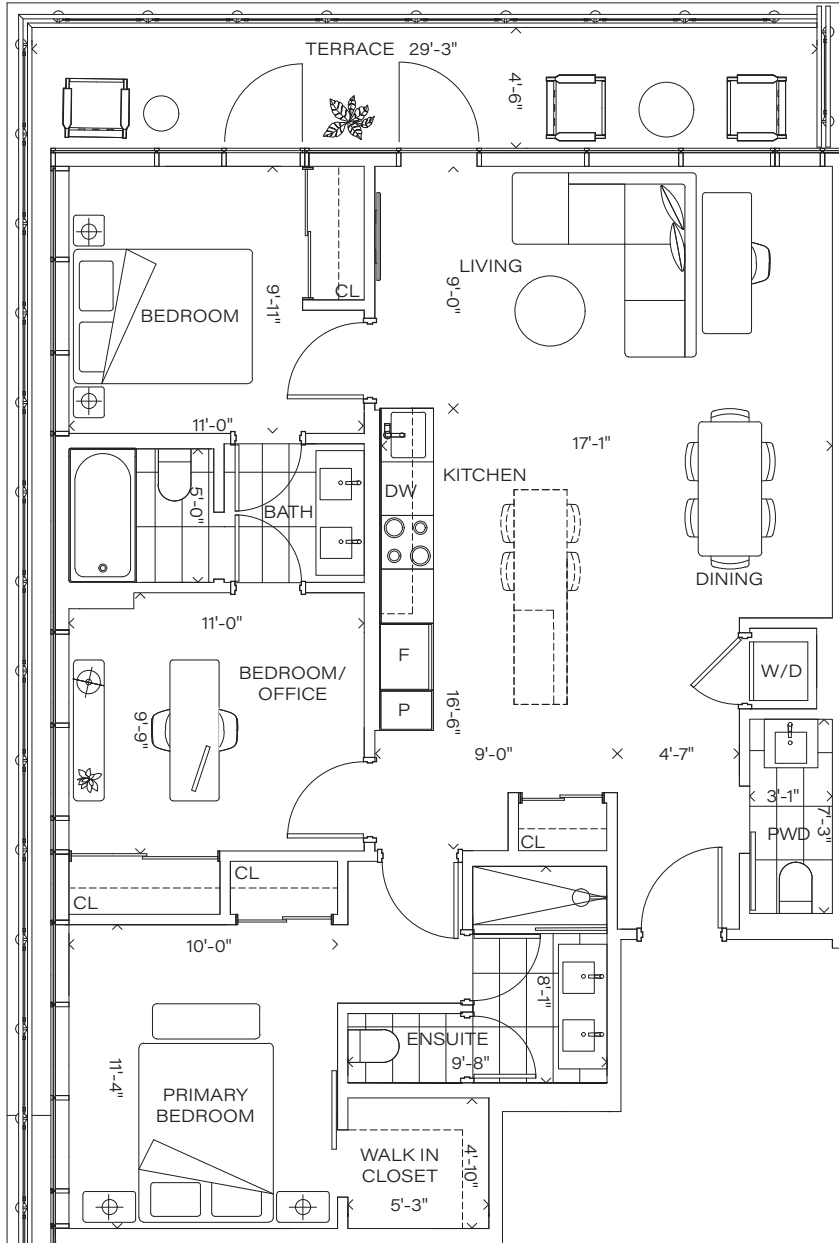 TERRACE 29'-3"
4'-6"
LIVING
9'-0"
CL
9'-11"
BEDROOM
11'-0"
17'-1"
KITCHEN
DW
5'-0"
BATH
DINING
11'-0"
BEDROOM/
OFFICE
F
W/D
P
16'-6"
9'-9"
9'-0"
4'-7"
3'-1"
7'-3"
PWD
CL
CL
CL
10'-0"
8'-1"
ENSUITE
9'-8"
11'-4"
PRIMARY
BEDROOM
WALK IN
CLOSET
4'-10"
5'-3"